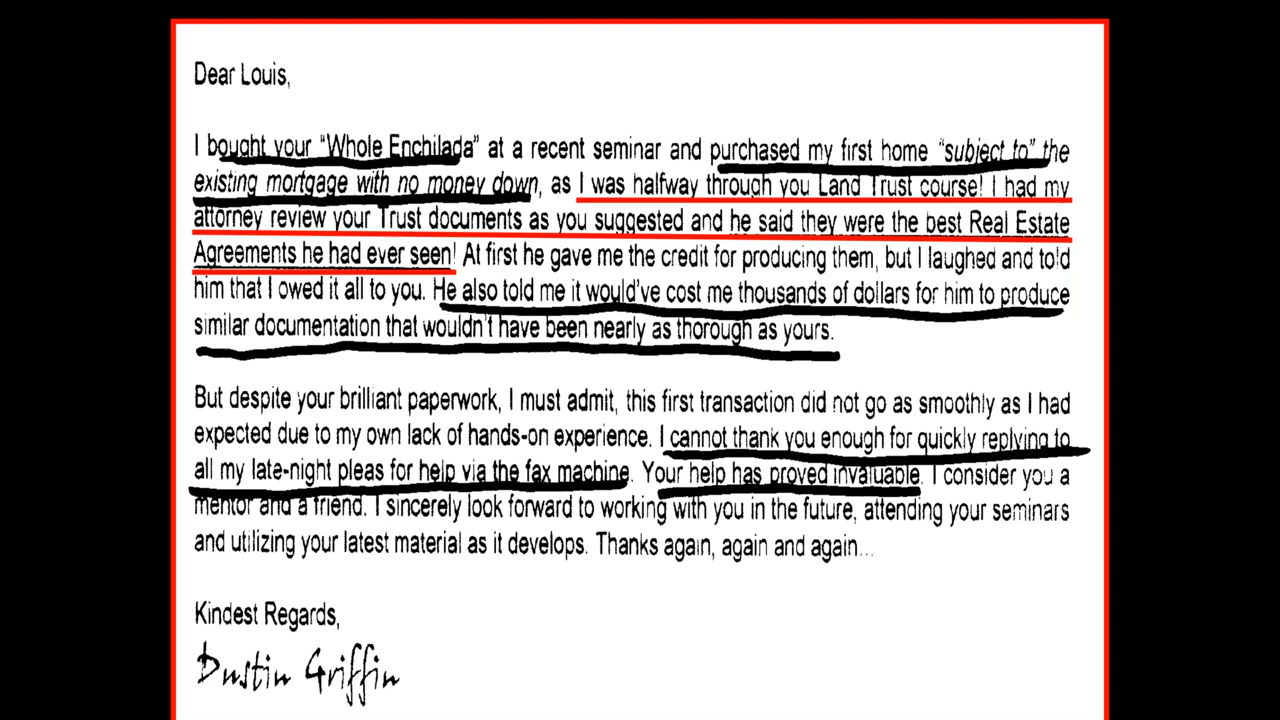 Dear Louis,
I bought your "Whole Enchilada" at a recent seminar and purchased my first home "subject to" the
existing mortgage with no money down, as I was halfway through you Land Trust course! I had my
attorney review your Trust documents as you suggested and he said they were the best Real Estate
Agreements he had ever seen! At first he gave me the credit for producing them, but I laughed and told
him that I owed it all to you. He also told me it would've cost me thousands of dollars for him to produce
similar documentation that wouldn't have been nearly as thorough as yours.
But despite your brilliant paperwork, I must admit, this first transaction did not go as smoothly as I had
expected due to my own lack of hands-on experience. I cannot thank you enough for quickly replying to
all my late-night pleas for help via the fax machine. Your help has proved invaluable. I consider you a
mentor and a friend. I sincerely look forward to working with you in the future, attending your seminars
and utilizing your latest material as it develops. Thanks again, again and again...
Kindest Regards,
Dustin Griffin